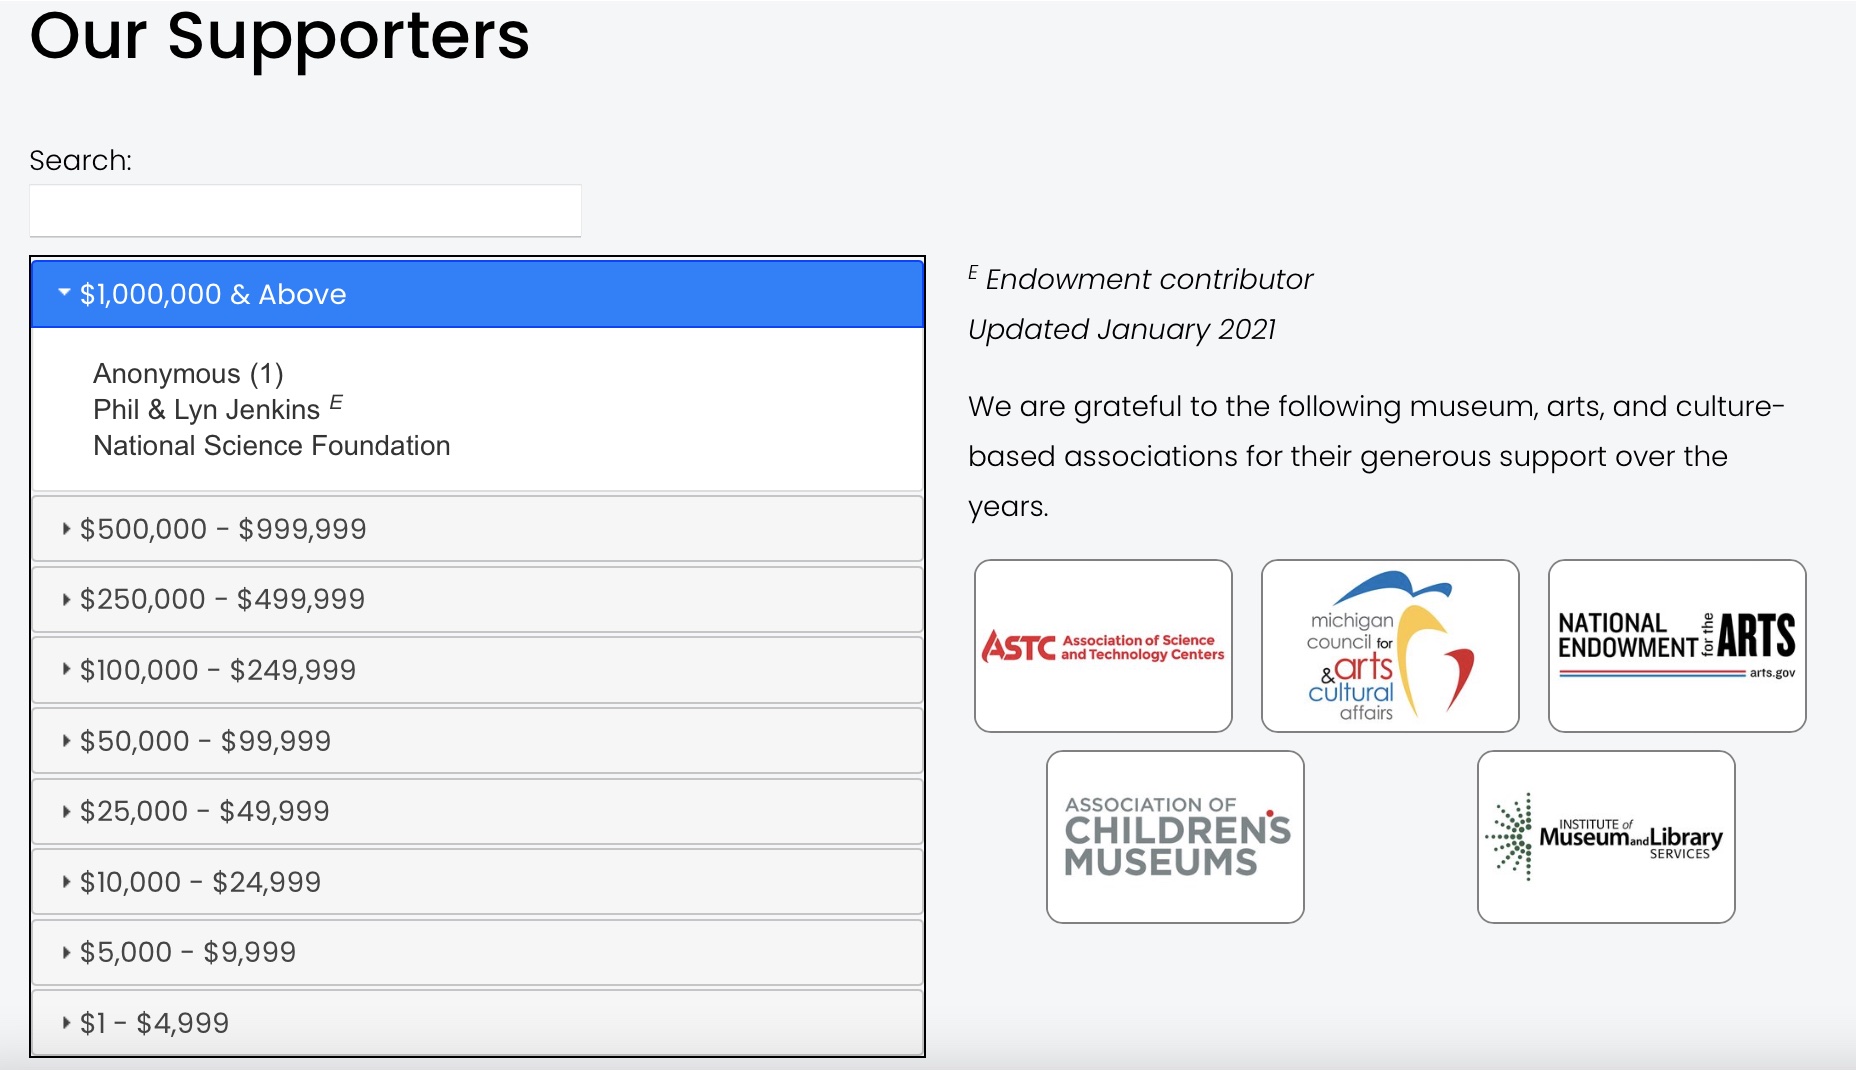 Our Supporters
Search:
$1,000,000 & Above
Anonymous (1)
Phil & Lyn Jenkins E
National Science Foundation
$500,000 - $999,999
$250,000 - $499,999
$100,000 - $249,999
$50,000 - $99,999
$25,000 - $49,999
$10,000 - $24,999
$5,000 - $9,999
$1 - $4,999
E Endowment contributor
Updated January 2021
We are grateful to the following museum, arts, and culture-
based associations for their generous support over the
years.
ASTC Association of Science
and Technology Centers
michigan
council for
&arts
cultural
affairs
NATIONAL
ENDOWMENT for the ARTS
arts.gov
ASSOCIATION OF
CHILDREN'S
MUSEUMS
INSTITUTE of
Museum and Library
SERVICES